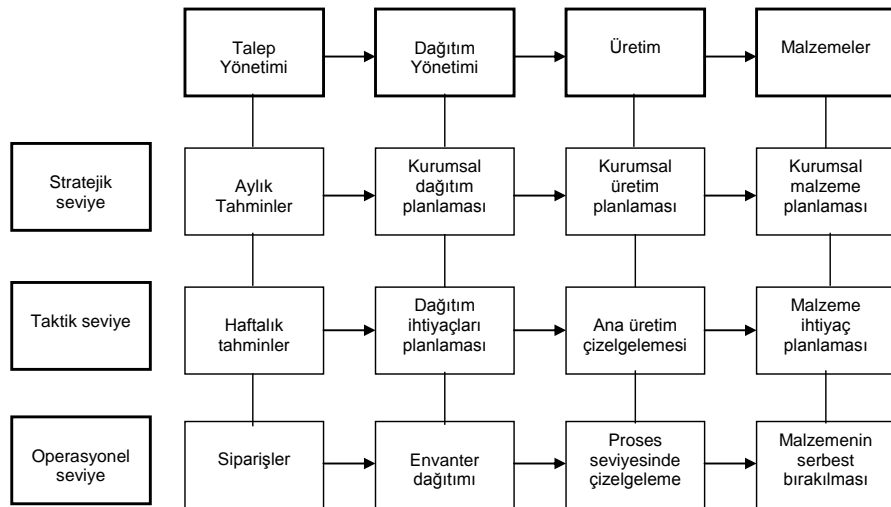 Talep
Yönetimi
Dağıtım
Yönetimi
Üretim
Malzemeler
Stratejik
seviye
Aylık
Tahminler
Kurumsal
dağıtım
planlaması
Kurumsal
üretim
planlaması
Kurumsal
malzeme
planlaması
Taktik seviye
Haftalık
tahminler
Dağıtım
ihtiyaçları
planlaması
Ana üretim
çizelgelemesi
Malzeme
ihtiyaç
planlaması
Operasyonel
seviye
Siparişler
Envanter
dağıtımı
Proses
seviyesinde
çizelgeleme
Malzemenin
serbest
bırakılması